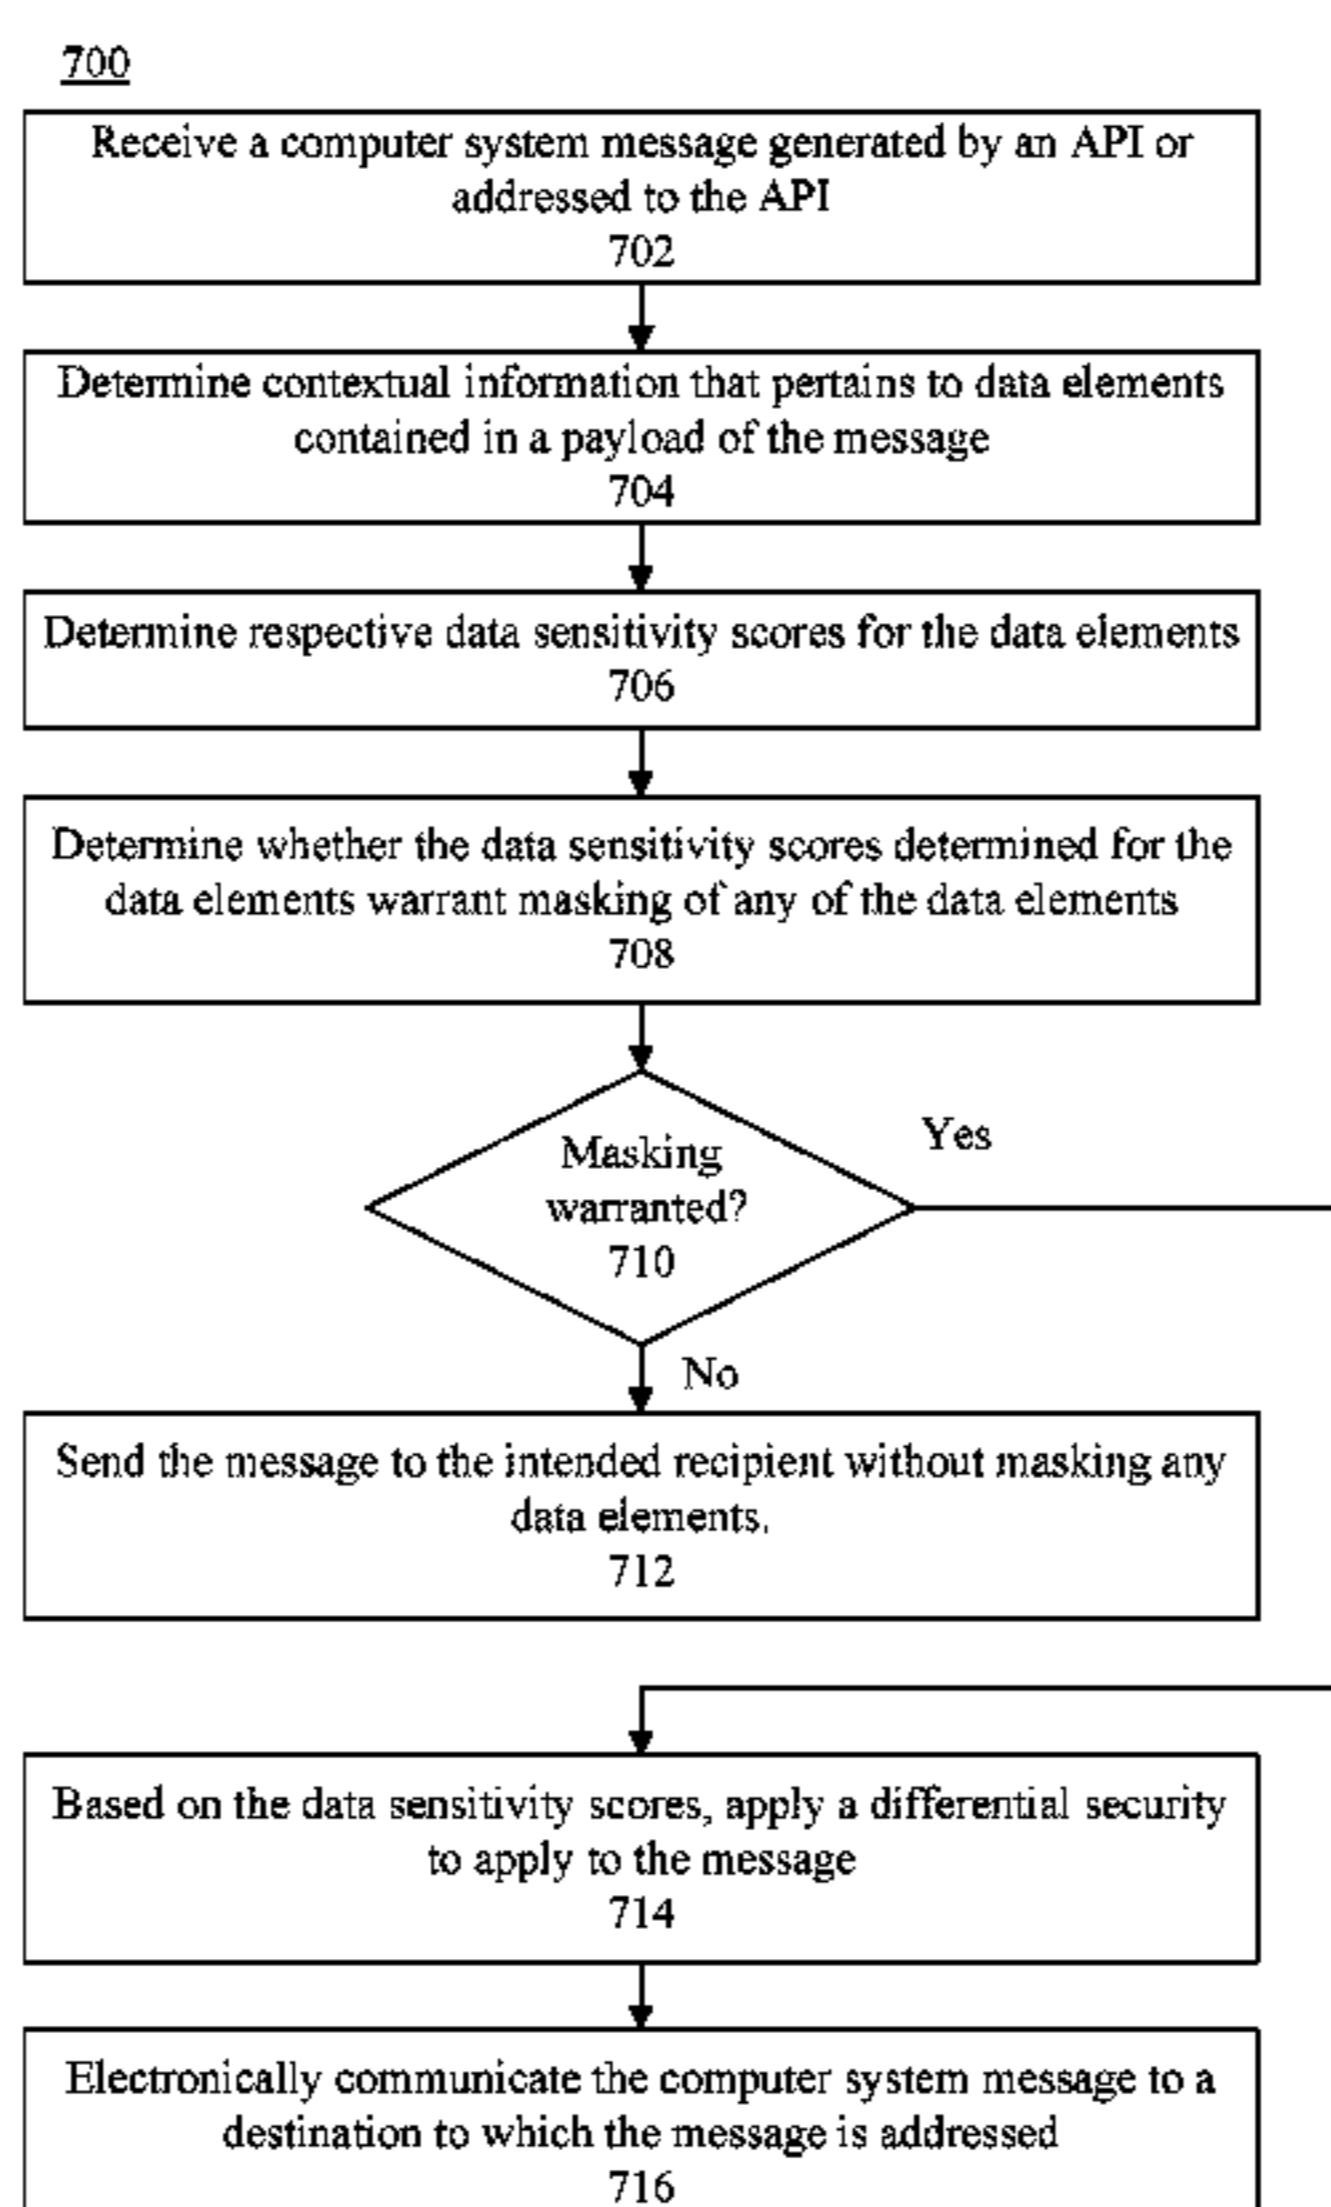 700
Receive a computer system message generated by an API or
addressed to the API
702
Determine contextual information that pertains to data elements
contained in a payload of the message
704
Determine respective data sensitivity scores for the data elements
706
Determine whether the data sensitivity scores determined for the
data elements warrant masking of any of the data elements
708
Masking
warranted?
710
Yes
No
Send the message to the intended recipient without masking any
data elements.
712
Based on the data sensitivity scores, apply a differential security
to apply to the message
714
Electronically communicate the computer system message to a
destination to which the message is addressed
716